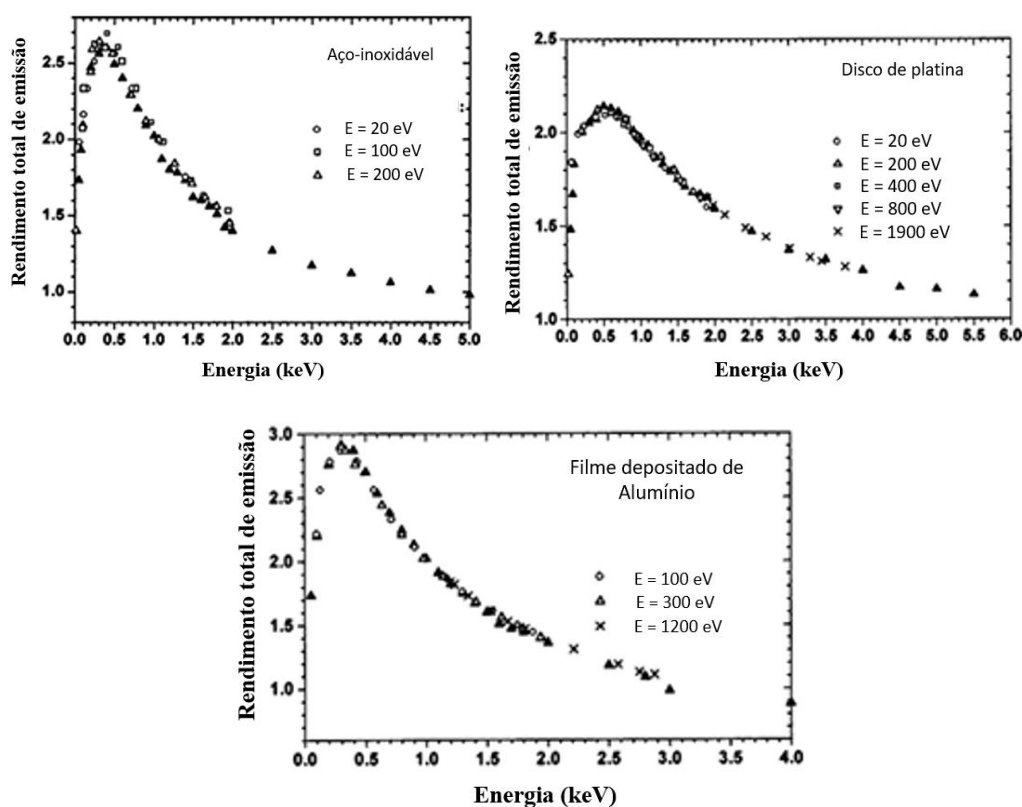 Rendimento total de emissão
2.5
2.0
1.5
1.0
0.0 0.5 1.0 1.5 2.0 2.5 3.0 3.5 4.0 4.5 5.0
Energia (keV)
Aço-inoxidável
E = 20 eV
E = 100 eV
E = 200 eV
Rendimento total de emissão
2.5
2.0
1.5
1.0
0.0 0.5 1.0 1.5 2.0 2.5 3.0 3.5 4.0 4.5 5.0 5.5 6.0
Energia (keV)
Disco de platina
E = 20 eV
E = 200 eV
E = 400 eV
E = 800 eV
E = 1900 eV
Rendimento total de emissão
3.0
2.5
2.0
1.5
1.0
0.0 0.5 1.0 1.5 2.0 2.5 3.0 3.5 4.0
Energia (keV)
Filme depositado de
Alumínio
E = 100 eV
E = 300 eV
E = 1200 eV